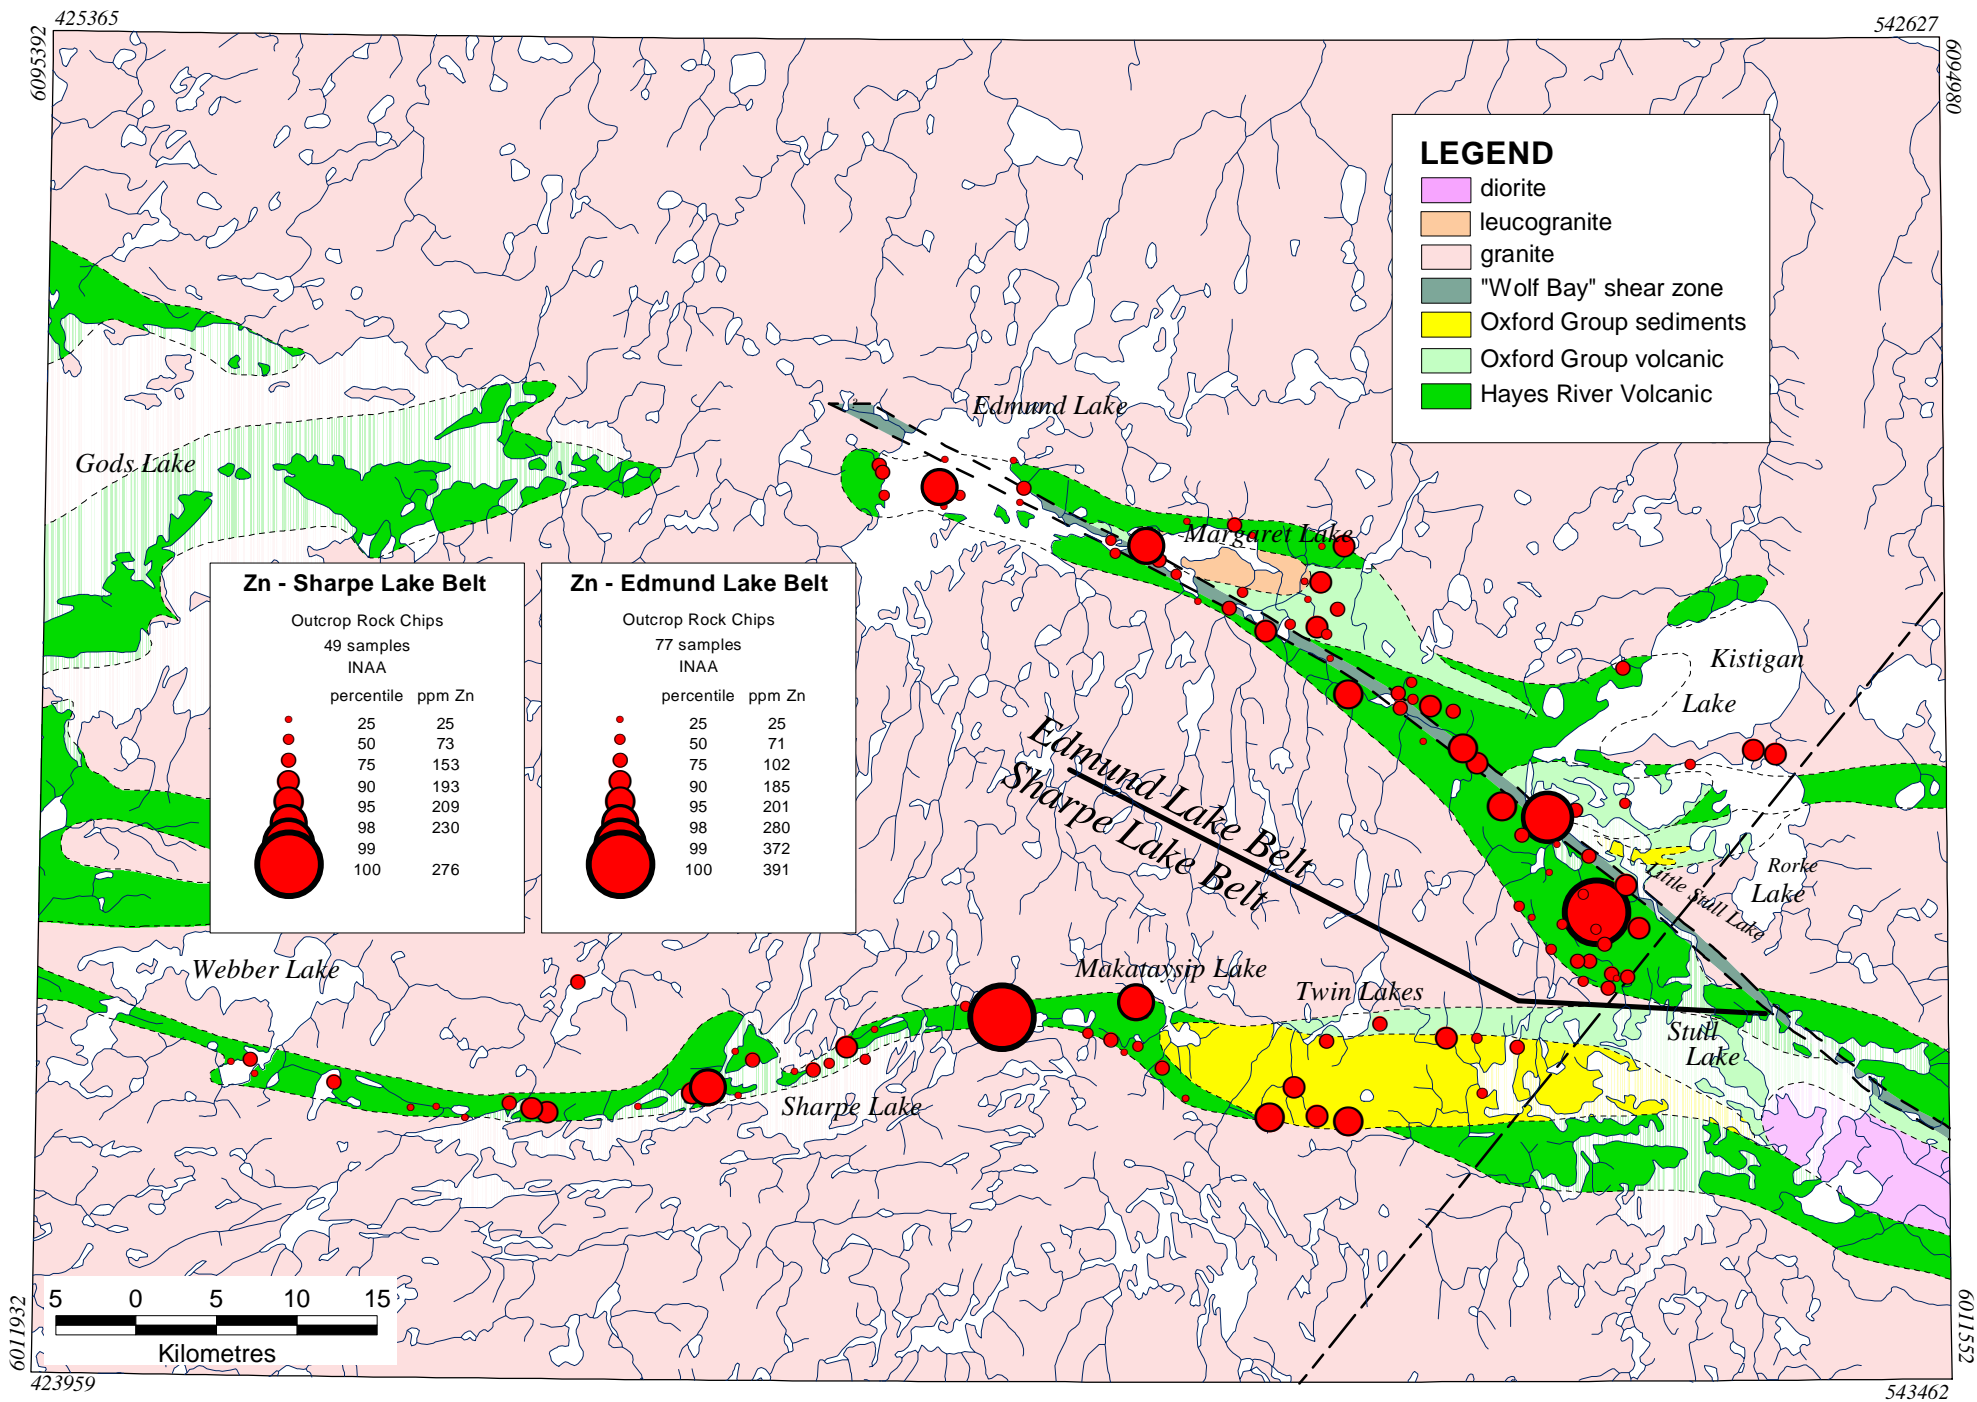 425365
542627
6095392
6094980
LEGEND
diorite
leucogranite
granite
"Wolf Bay" shear zone
Oxford Group sediments
Oxford Group volcanic
Hayes River Volcanic
Edmund Lake
Gods Lake
Margaret Lake
Zn - Sharpe Lake Belt
Outcrop Rock Chips
49 samples
INAA
percentile ppm Zn
25 25
50 73
75 153
90 193
95 209
98 230
99
100 276
Zn - Edmund Lake Belt
Outcrop Rock Chips
77 samples
INAA
percentile ppm Zn
25 25
50 71
75 102
90 185
95 201
98 280
99 372
100 391
Kistigan
Lake
Edmund Lake Belt
Sharpe Lake Belt
Rorke
Lake
Little Stull Lake
Webber Lake
Makataysip Lake
Twin Lakes
Stull
Lake
Sharpe Lake
5 0 5 10 15
Kilometres
6011932
6011552
423959
543462